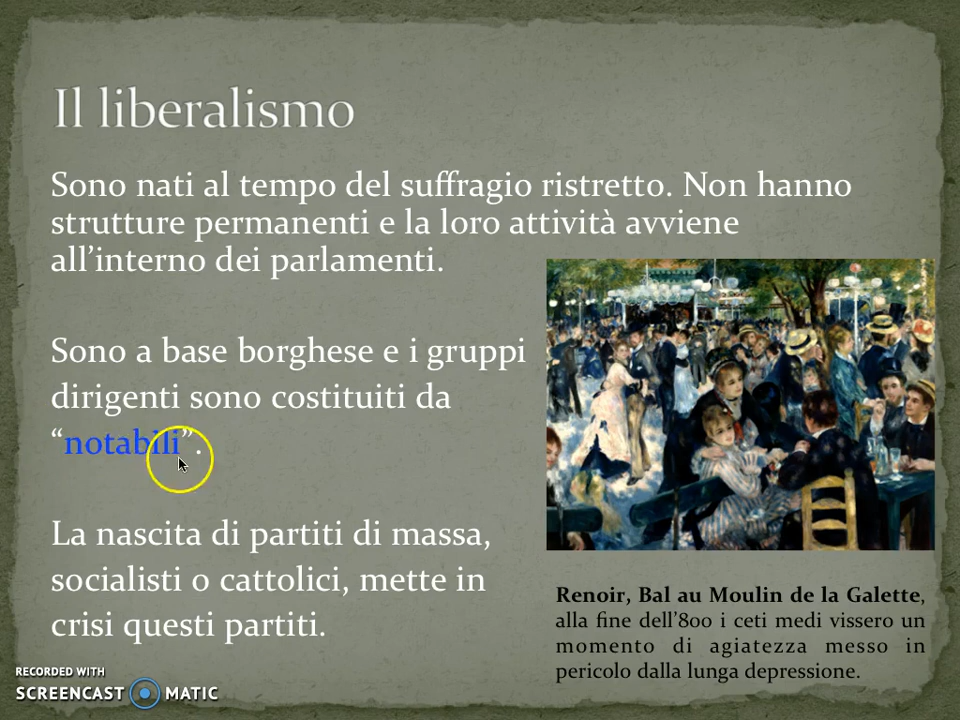 Il liberalismo
Sono nati al tempo del suffragio ristretto. Non hanno
strutture permanenti e la loro attività avviene
all’interno dei parlamenti.
Sono a base borghese e i gruppi
dirigenti sono costituiti da
“notabili”.
La nascita di partiti di massa,
socialisti o cattolici, mette in
crisi questi partiti.
Renoir, Bal au Moulin de la Galette,
alla fine dell’800 i ceti medi vissero un
momento di agiatezza messo in
pericolo dalla lunga depressione.
RECORDED WITH
SCREENCAST MATIC